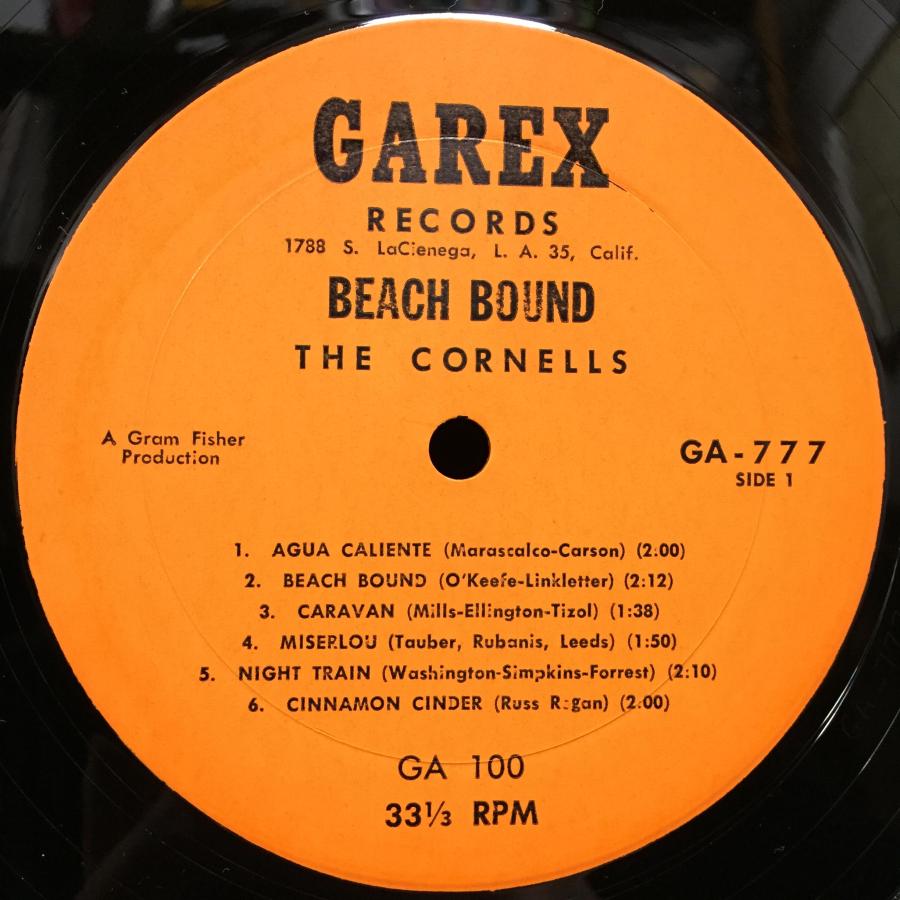 GAREX
RECORDS
1788 S. LaCienega, L. A. 35, Calif.
BEACH BOUND
THE CORNELLS
A Gram Fisher
Production
GA-777
SIDE 1
1. AGUA CALIENTE (Marascalco-Carson) (2:00)
2. BEACH BOUND (O'Keefe-Linkletter) (2:12)
3. CARAVAN (Mills-Ellington-Tizol) (1:38)
4. MISERLOU (Tauber, Rubanis, Leeds) (1:50)
5. NIGHT TRAIN (Washington-Simpkins-Forrest) (2:10)
6. CINNAMON CINDER (Russ Regan) (2:00)
GA 100
33⅓ RPM